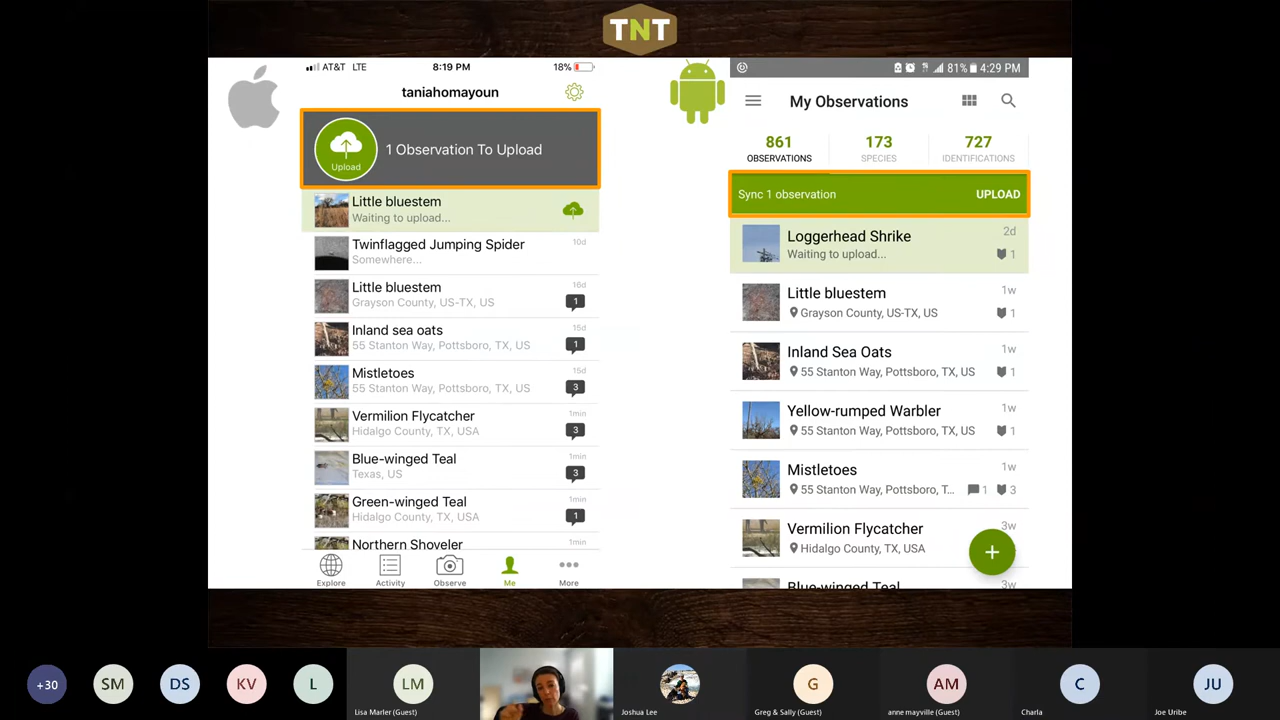 TNT
AT&T LTE 8:19 PM 18%
taniahomayoun
Upload
1 Observation To Upload
Little bluestem
Waiting to upload...
Twinflagged Jumping Spider 10d
Somewhere...
Little bluestem 16d
Grayson County, US-TX, US 1
Inland sea oats 15d
55 Stanton Way, Pottsboro, TX, US 1
Mistletoes 15d
55 Stanton Way, Pottsboro, TX, US 3
Vermilion Flycatcher 1min
Hidalgo County, TX, USA 3
Blue-winged Teal 1min
Texas, US 3
Green-winged Teal 1min
Hidalgo County, TX, USA 1
Northern Shoveler 1min
Explore Activity Observe Me More
81% 4:29 PM
My Observations
861 173 727
OBSERVATIONS SPECIES IDENTIFICATIONS
Sync 1 observation UPLOAD
Loggerhead Shrike 2d
Waiting to upload... 1
Little bluestem 1w
Grayson County, US-TX, US 1
Inland Sea Oats 1w
55 Stanton Way, Pottsboro, TX, US 1
Yellow-rumped Warbler 1w
55 Stanton Way, Pottsboro, TX, US 1
Mistletoes 1w
55 Stanton Way, Pottsboro, T... 1 3
Vermilion Flycatcher 3w
Hidalgo County, TX, USA
+
Blue-winged Teal 3w
+30 SM DS KV L LM G AM C JU
Lisa Marler (Guest) Joshua Lee Greg & Sally (Guest) anne mayville (Guest) Charla Joe Uribe